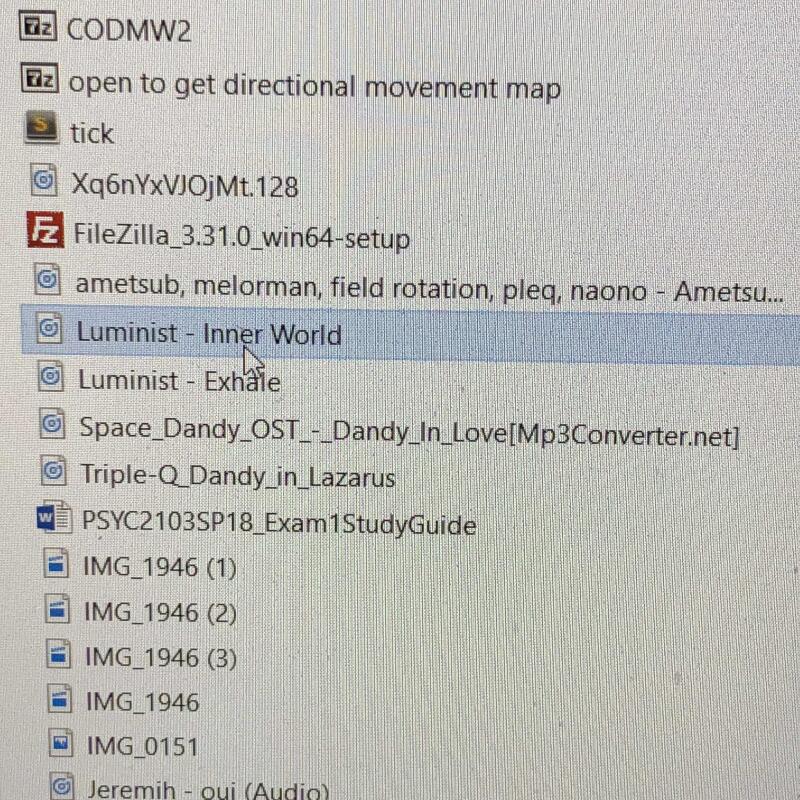 CODMW2
open to get directional movement map
tick
Xq6nYxVJOjMt.128
FileZilla_3.31.0_win64-setup
ametsub, melorman, field rotation, pleq, naono - Ametsu...
Luminist - Inner World
Luminist - Exhale
Space_Dandy_OST_-_Dandy_In_Love[Mp3Converter.net]
Triple-Q_Dandy_in_Lazarus
PSYC2103SP18_Exam1StudyGuide
IMG_1946 (1)
IMG_1946 (2)
IMG_1946 (3)
IMG_1946
IMG_0151
Jeremih - oui (Audio)